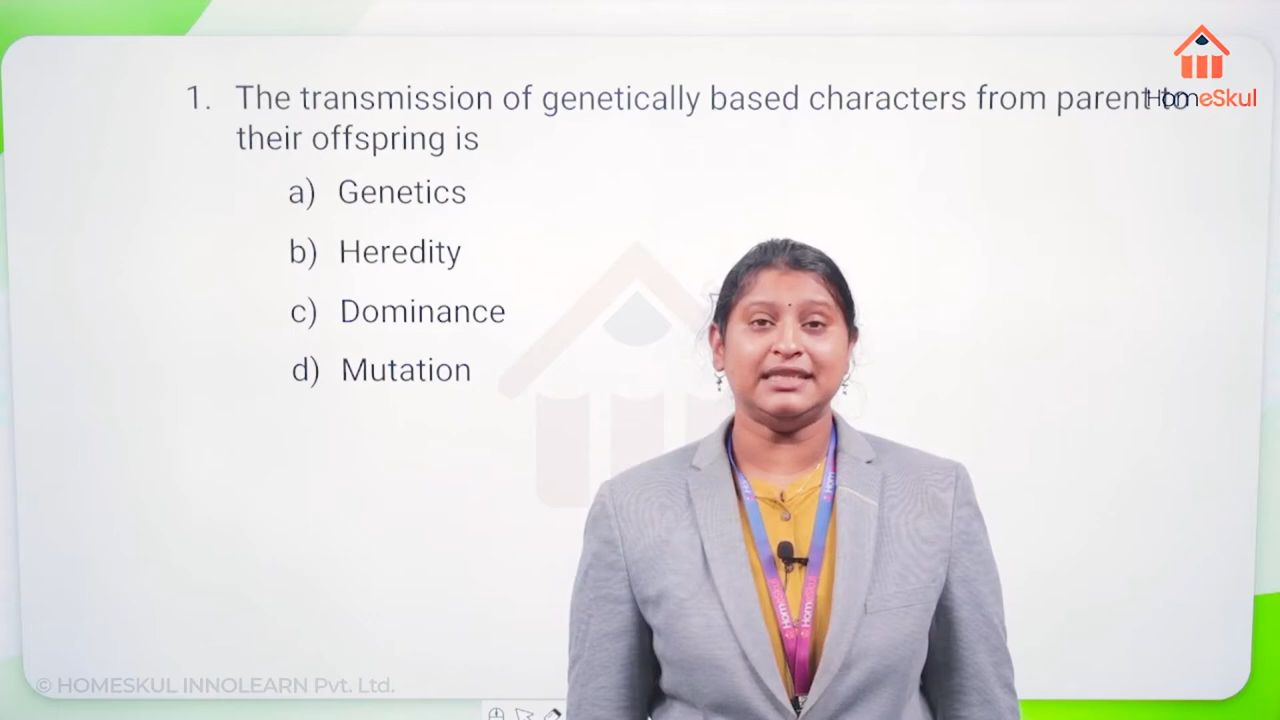 1. The transmission of genetically based characters from parent to
HomeSkul
their offspring is
a) Genetics
b) Heredity
c) Dominance
d) Mutation
© HOMESKUL INNOLEARN Pvt. Ltd.